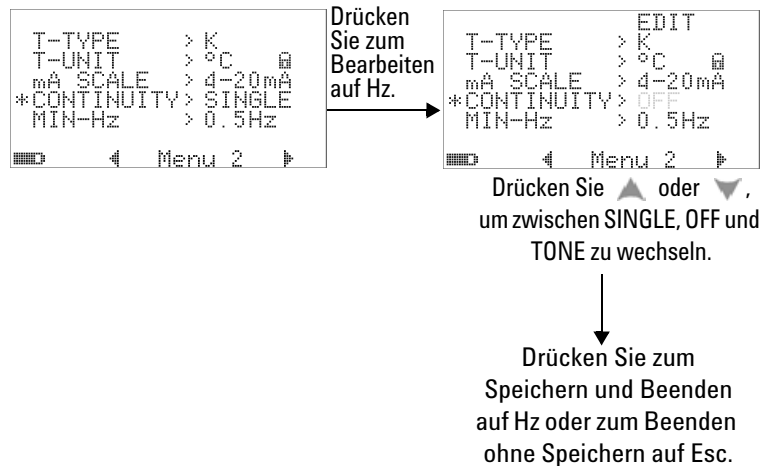 T-TYPE > K
T-UNIT > °C
mA SCALE > 4-20mA
*CONTINUITY> SINGLE
MIN-Hz > 0.5Hz
Menu 2
Drücken
Sie zum
Bearbeiten
auf Hz.
EDIT
T-TYPE > K
T-UNIT > °C
mA SCALE > 4-20mA
*CONTINUITY> OFF
MIN-Hz > 0.5Hz
Menu 2
Drücken Sie oder ,
um zwischen SINGLE, OFF und
TONE zu wechseln.
Drücken Sie zum
Speichern und Beenden
auf Hz oder zum Beenden
ohne Speichern auf Esc.